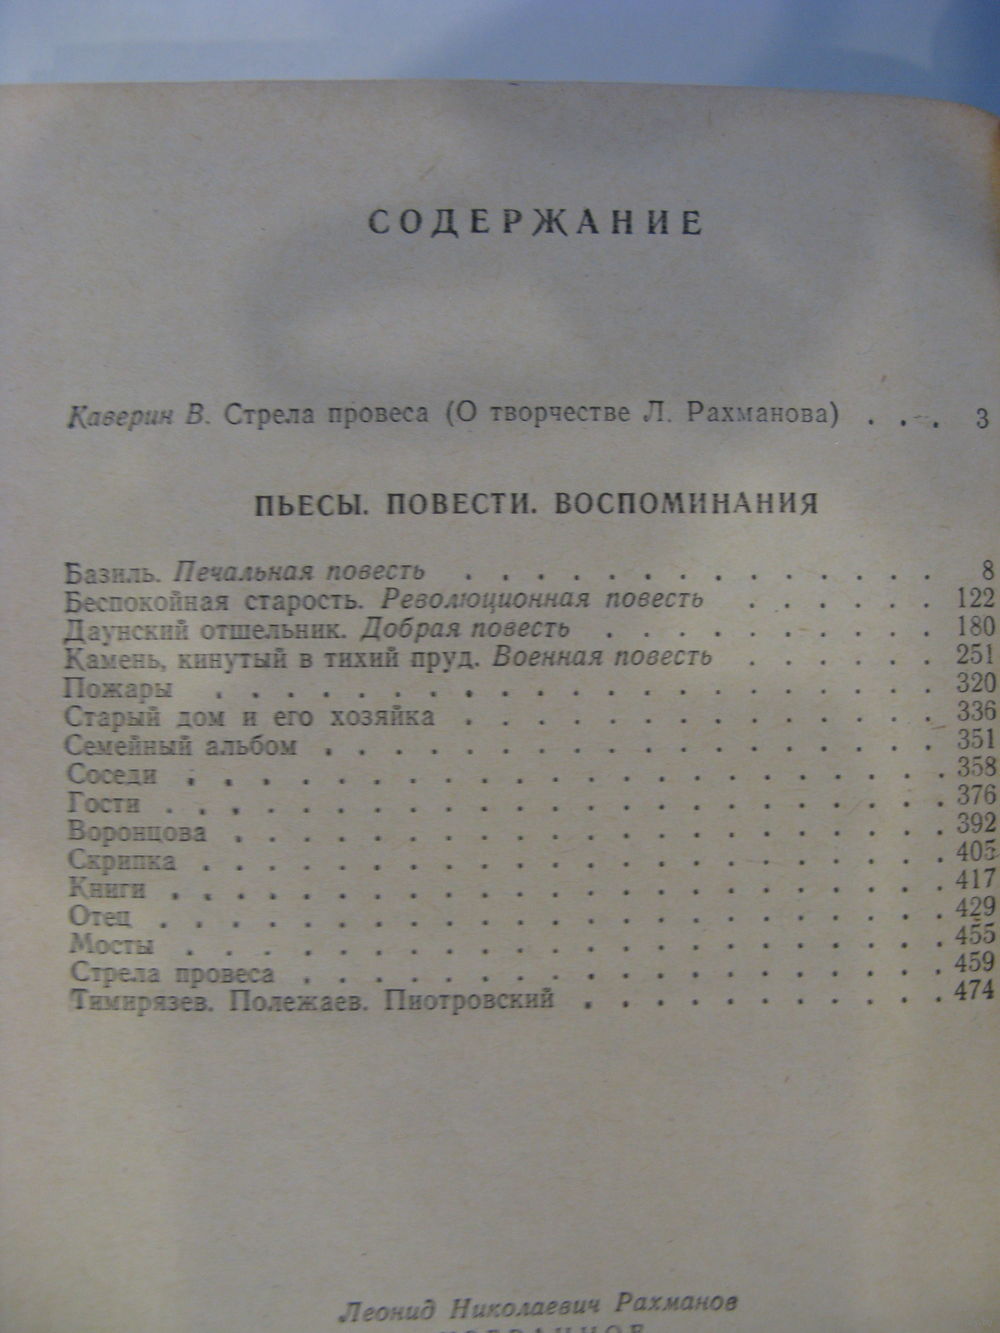 СОДЕРЖАНИЕ
Каверин В. Стрела провеса (О творчестве Л. Рахманова) . . . 3
ПЬЕСЫ. ПОВЕСТИ. ВОСПОМИНАНИЯ
Базиль. Печальная повесть . . . . . . . . . . . . . . 8
Беспокойная старость. Революционная повесть . . . . . . 122
Даунский отшельник. Добрая повесть . . . . . . . . . . 180
Камень, кинутый в тихий пруд. Военная повесть . . . . . . 251
Пожары . . . . . . . . . . . . . . . . . . . . 320
Старый дом и его хозяйка . . . . . . . . . . . . . . 336
Семейный альбом . . . . . . . . . . . . . . . . . 351
Соседи . . . . . . . . . . . . . . . . . . . . . 358
Гости . . . . . . . . . . . . . . . . . . . . . . 376
Воронцова . . . . . . . . . . . . . . . . . . . . 392
Скрипка . . . . . . . . . . . . . . . . . . . . . 405
Книги . . . . . . . . . . . . . . . . . . . . . . 417
Отец . . . . . . . . . . . . . . . . . . . . . . 429
Мосты . . . . . . . . . . . . . . . . . . . . . 455
Стрела провеса . . . . . . . . . . . . . . . . . . 459
Тимирязев. Полежаев. Пиотровский . . . . . . . . . . 474
Леонид Николаевич Рахманов
ИЗБРАННОЕ